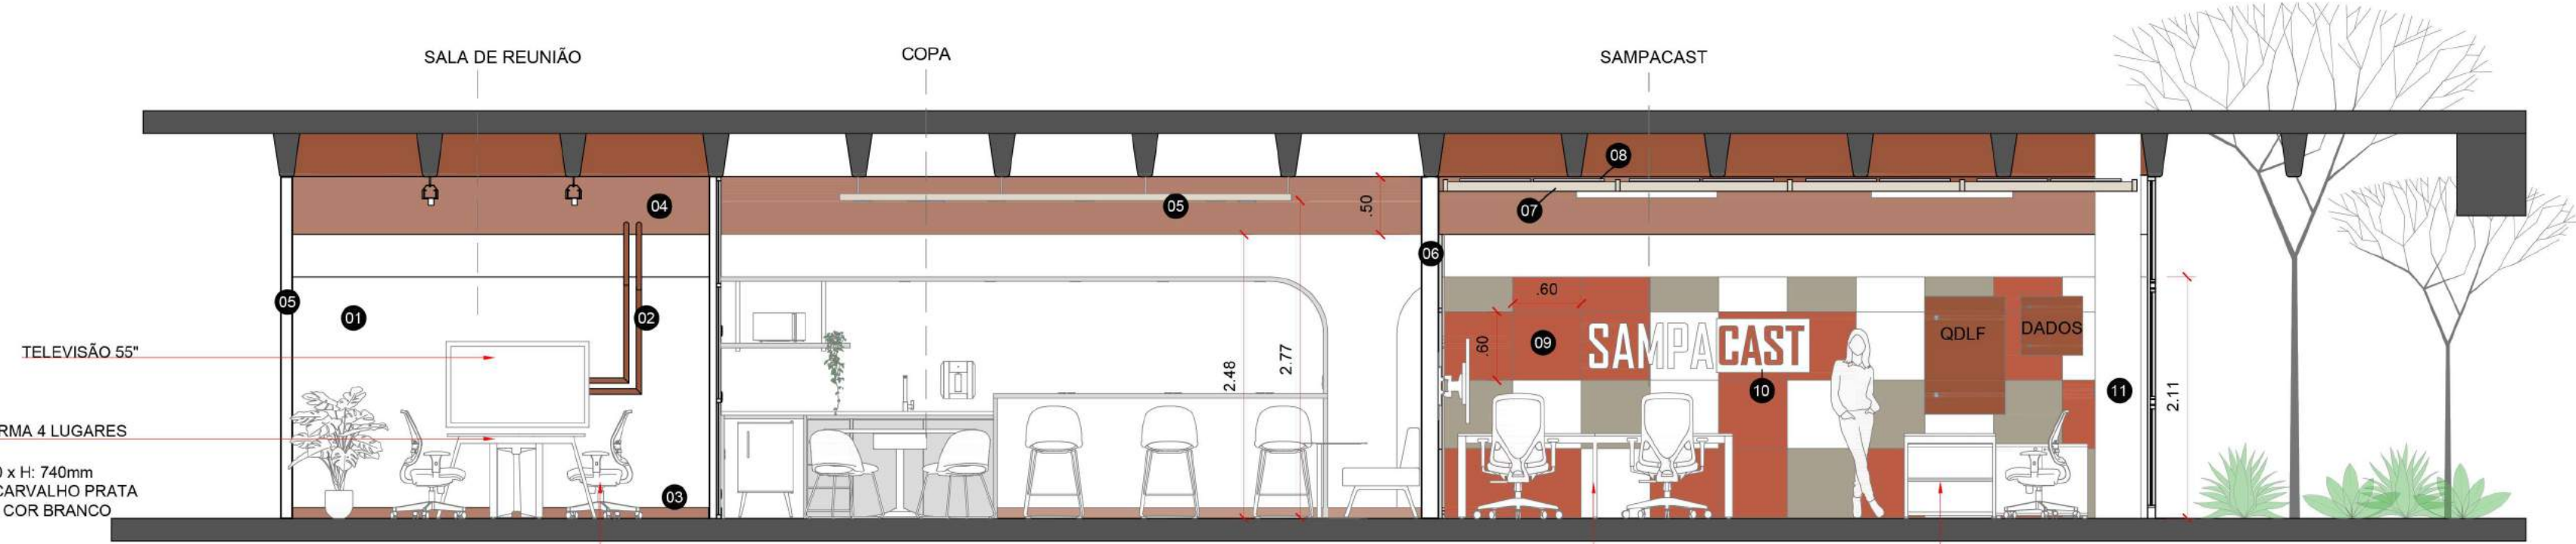 SALA DE REUNIÃO
COPA
SAMPACAST
08
04
05
.50
07
06
05
01
02
.60
.60
09
SAMPACAST
QDLF
DADOS
TELEVISÃO 55"
2.48
2.77
10
11
2.11
RMA 4 LUGARES
0 x H: 740mm
CARVALHO PRATA
COR BRANCO
03